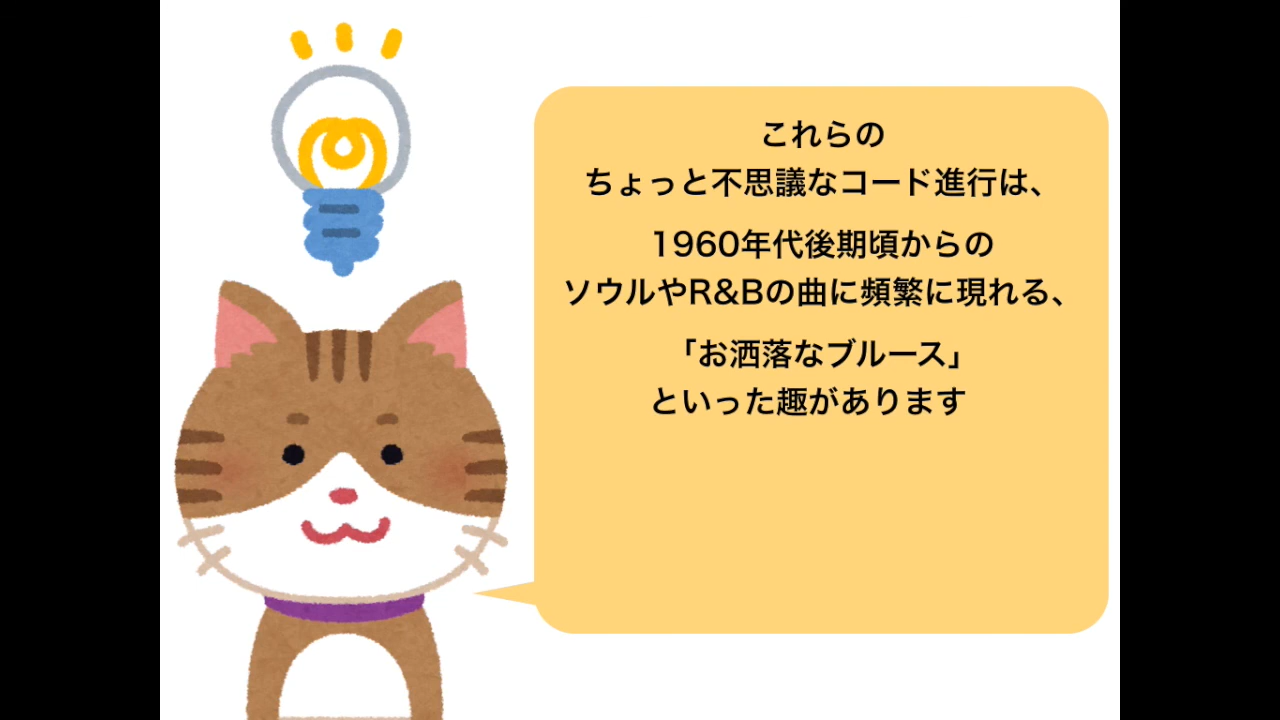 これらの
ちょっと不思議なコード進行は、
1960年代後期頃からの
ソウルやR&Bの曲に頻繁に現れる、
「お洒落なブルース」
といった趣があります